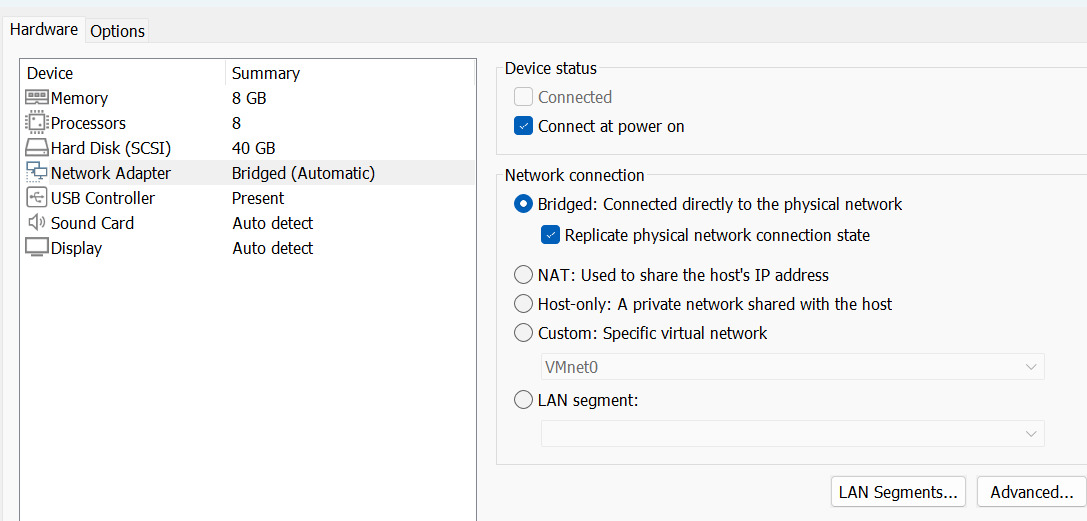 Hardware
Options
Device Summary
Memory 8 GB
Processors 8
Hard Disk (SCSI) 40 GB
Network Adapter Bridged (Automatic)
USB Controller Present
Sound Card Auto detect
Display Auto detect
Device status
Connected
Connect at power on
Network connection
Bridged: Connected directly to the physical network
Replicate physical network connection state
NAT: Used to share the host's IP address
Host-only: A private network shared with the host
Custom: Specific virtual network
VMnet0
LAN segment:
LAN Segments...
Advanced...